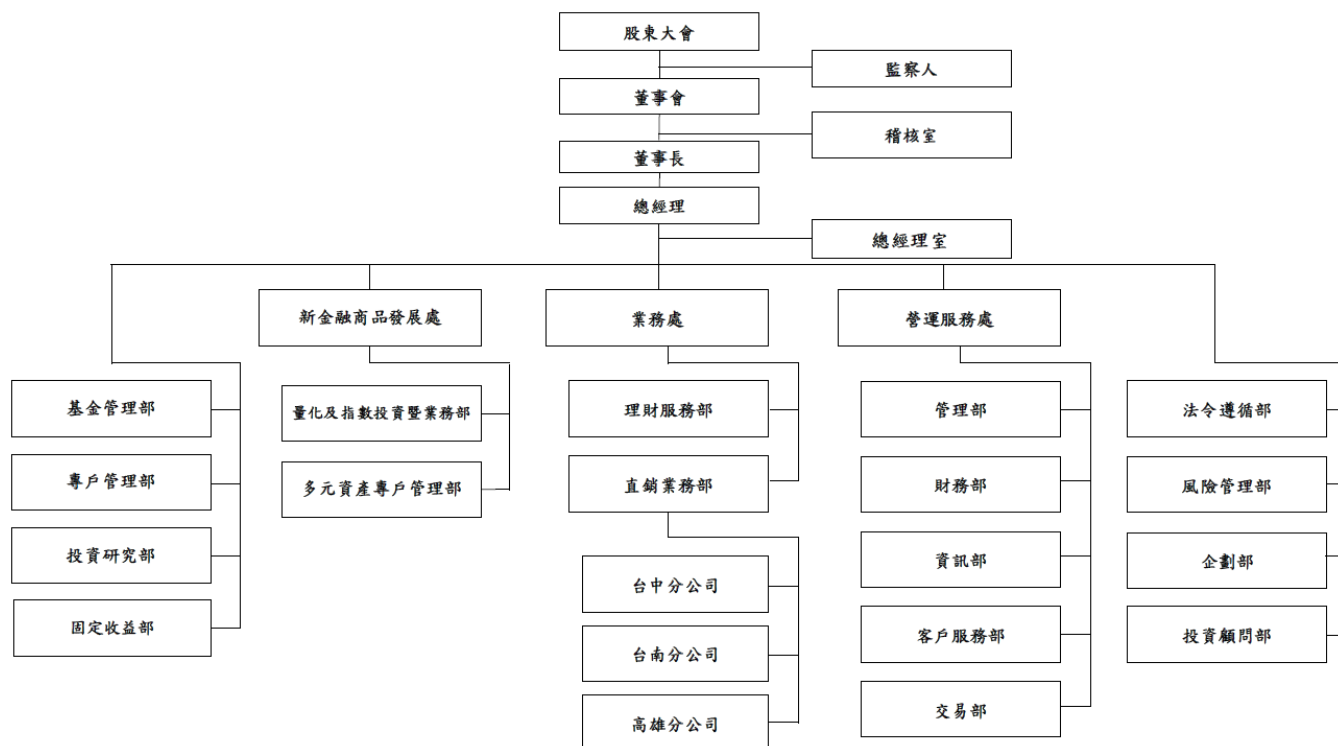 股東大會
監察人
董事會
稽核室
董事長
總經理
總經理室
新金融商品發展處
業務處
營運服務處
基金管理部
專戶管理部
投資研究部
固定收益部
量化及指數投資暨業務部
多元資產專戶管理部
理財服務部
直銷業務部
台中分公司
台南分公司
高雄分公司
管理部
財務部
資訊部
客戶服務部
交易部
法令遵循部
風險管理部
企劃部
投資顧問部